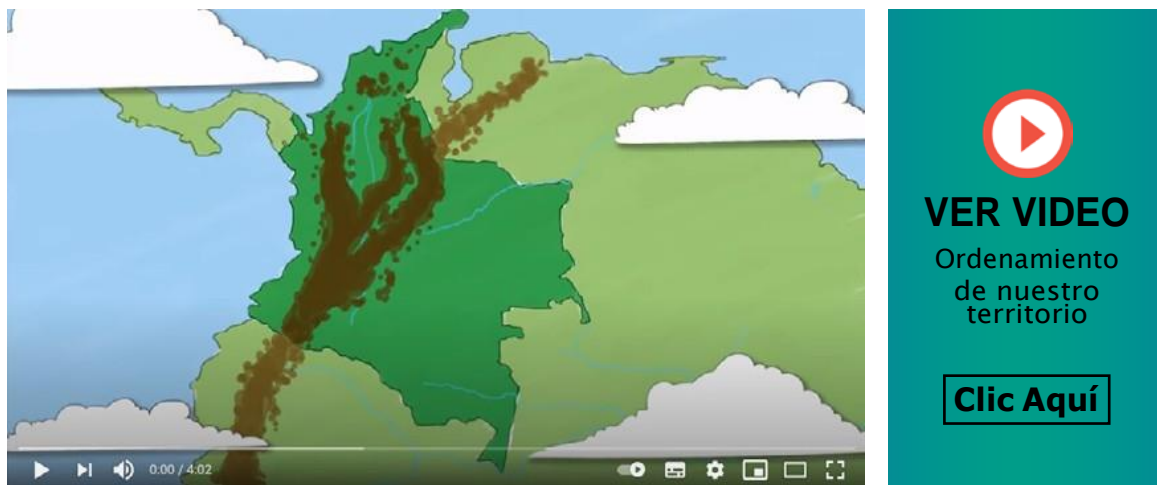 0:00 / 4:02
VER VIDEO
Ordenamiento
de nuestro
territorio
Clic Aquí